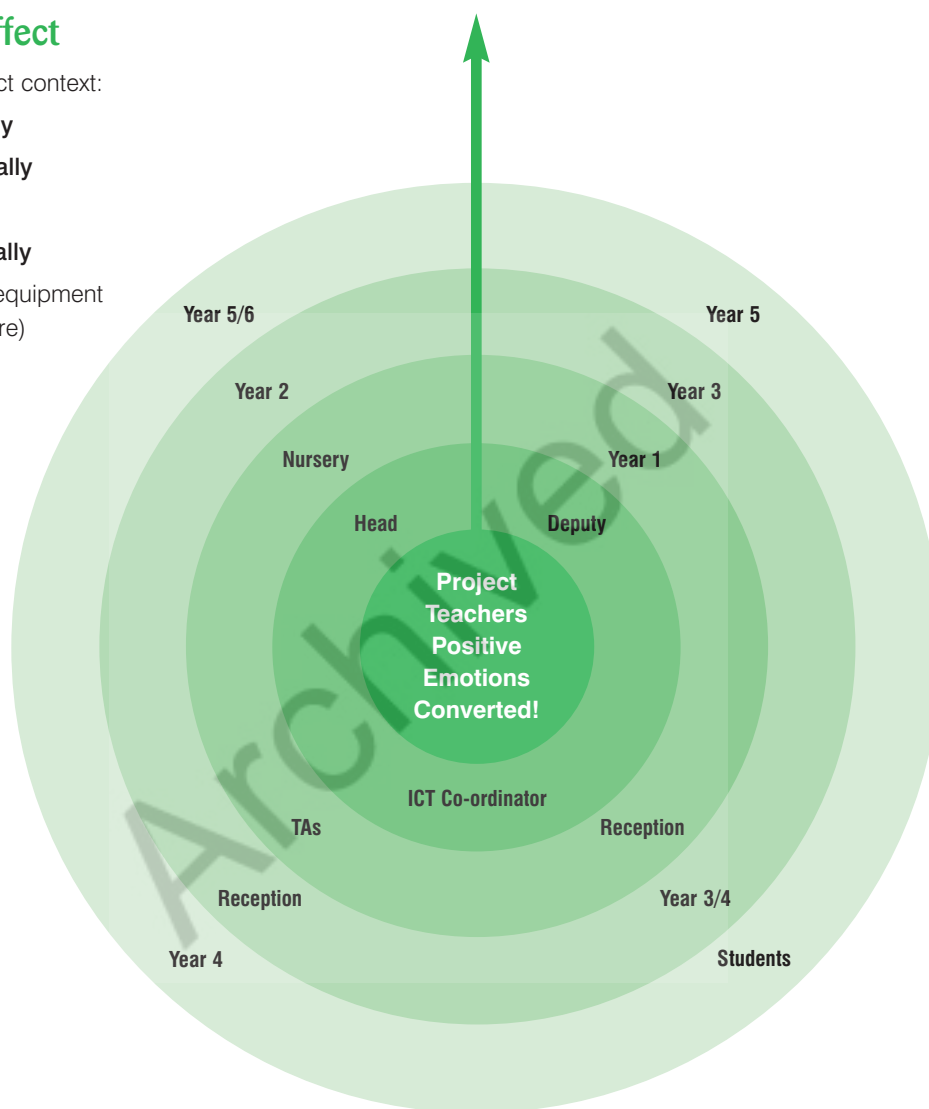 ffect
ct context:
y
ally
ally
equipment
re)
Year 5/6
Year 5
Year 2
Year 3
Nursery
Year 1
Head
Deputy
Project
Teachers
Positive
Emotions
Converted!
ICT Co-ordinator
TAs
Reception
Reception
Year 3/4
Year 4
Students
Archived